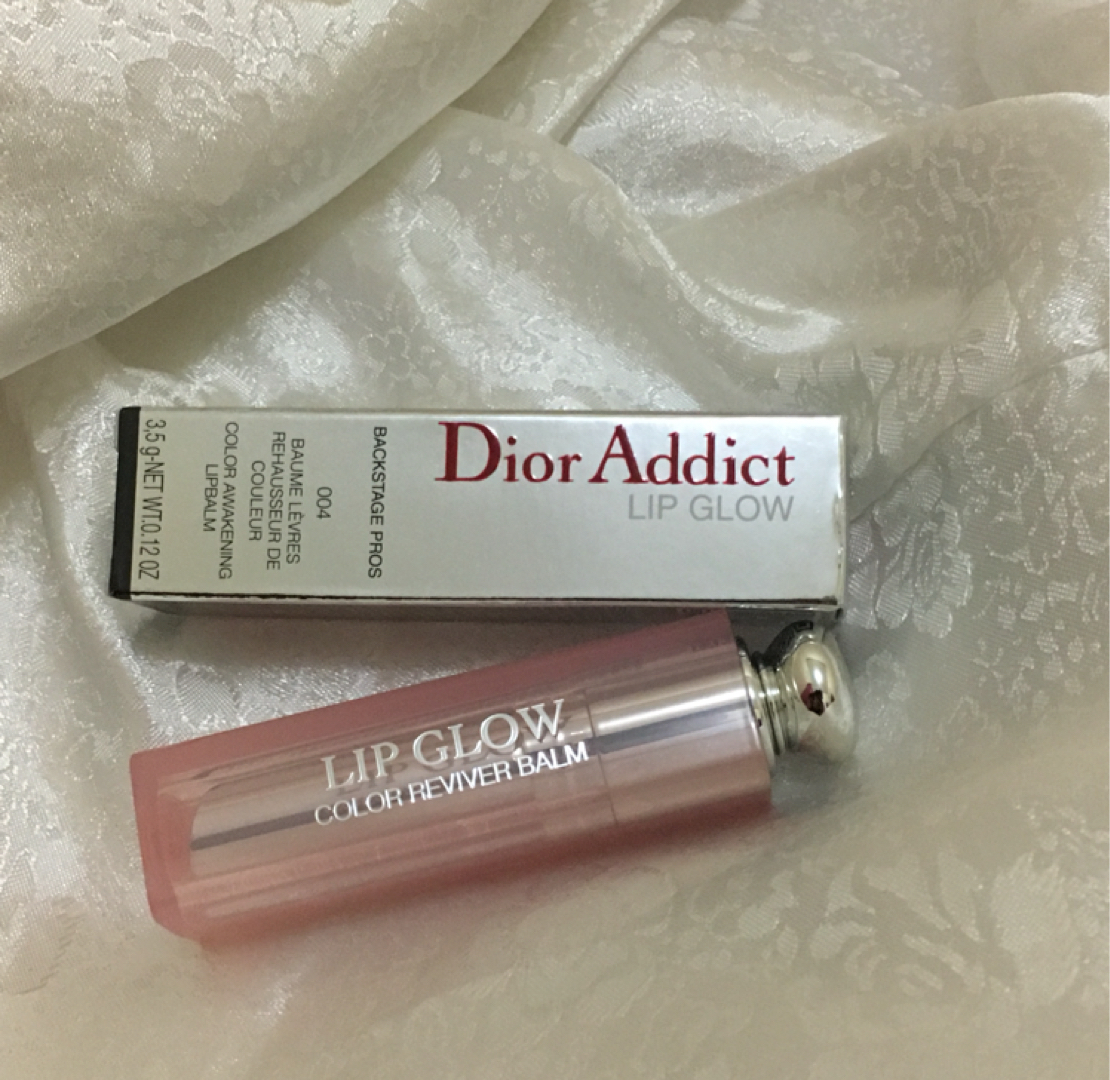 Dior Addict
LIP GLOW
BACKSTAGE PROS
004
BAUME LÈVRES
REHAUSSEUR DE
COULEUR
COLOR AWAKENING
LIPBALM
3,5 g-NET WT.0.12 OZ
LIP GLOW
COLOR REVIVER BALM